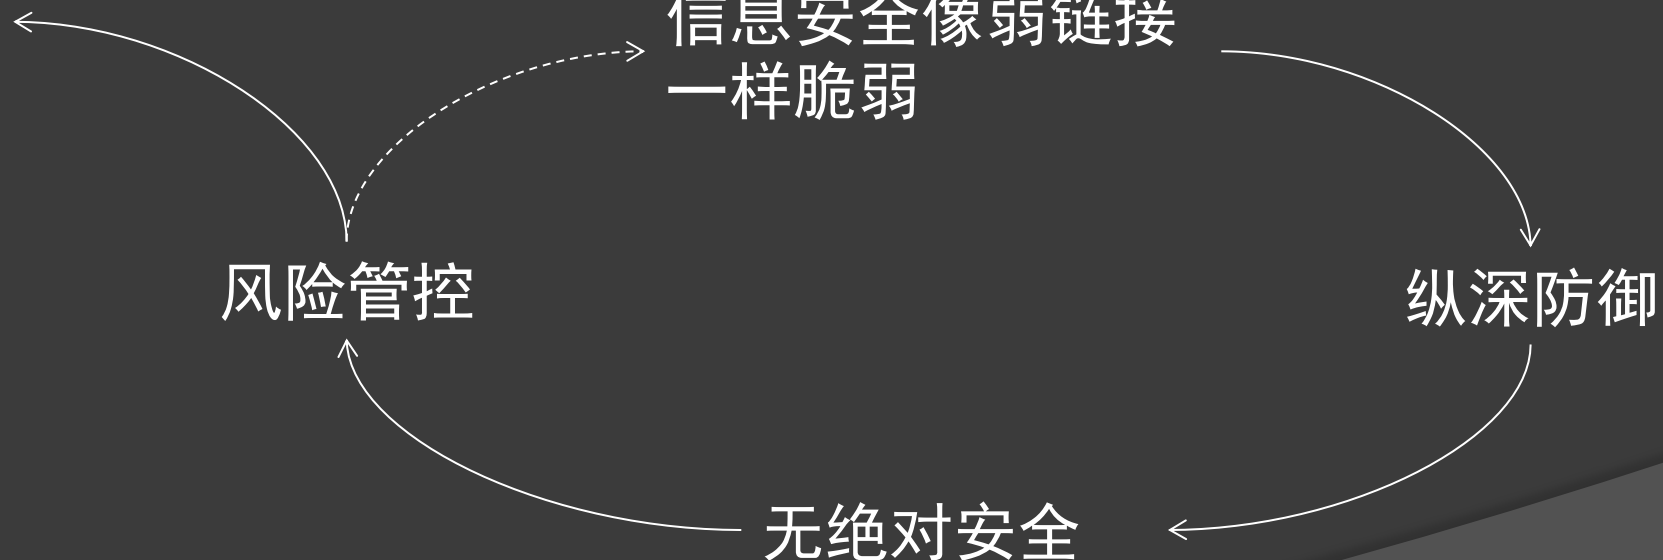 信息安全像弱链接
一样脆弱
风险管控
纵深防御
无绝对安全